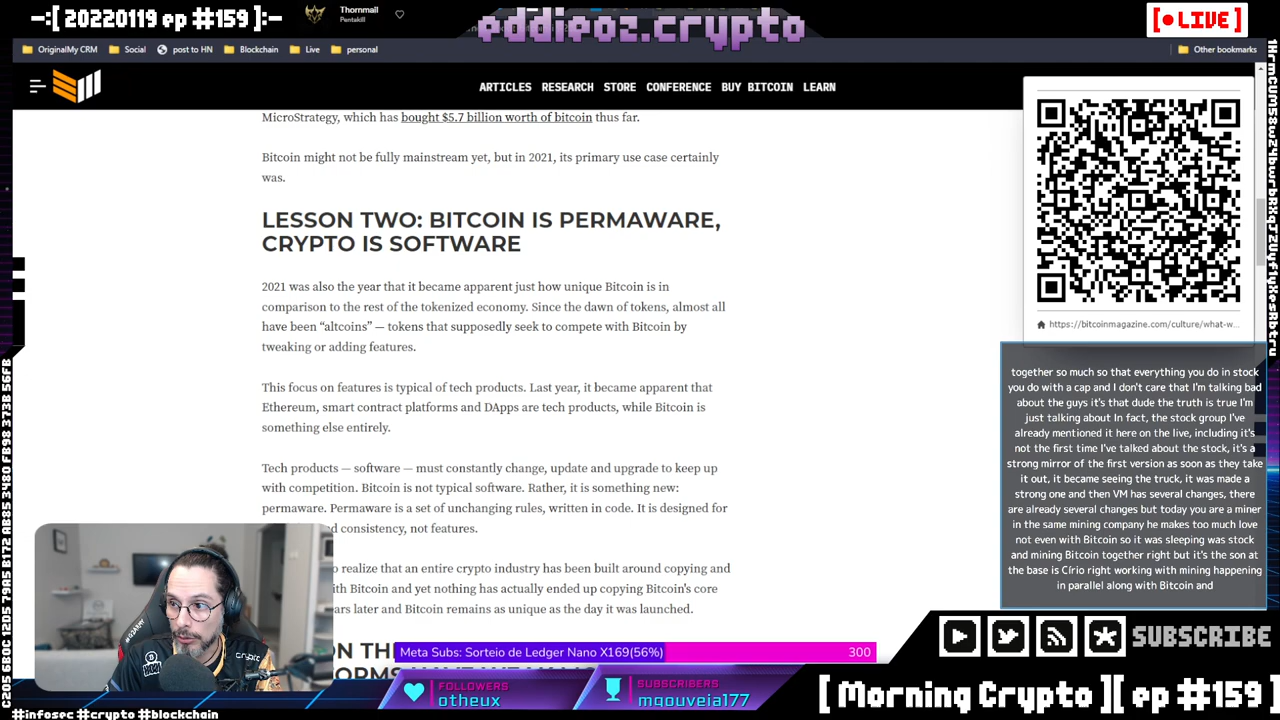 -:[ 20220119 ep #159 ]:-
Thornmail
Pentakill
eddieoz.crypto
[● LIVE]
OriginalMy CRM
Social
post to HN
Blockchain
Live
personal
Other bookmarks
ARTICLES RESEARCH STORE CONFERENCE BUY BITCOIN LEARN
MicroStrategy, which has bought $5.7 billion worth of bitcoin thus far.
Bitcoin might not be fully mainstream yet, but in 2021, its primary use case certainly
was.
LESSON TWO: BITCOIN IS PERMAWARE,
CRYPTO IS SOFTWARE
2021 was also the year that it became apparent just how unique Bitcoin is in
comparison to the rest of the tokenized economy. Since the dawn of tokens, almost all
have been “altcoins” — tokens that supposedly seek to compete with Bitcoin by
tweaking or adding features.
This focus on features is typical of tech products. Last year, it became apparent that
Ethereum, smart contract platforms and DApps are tech products, while Bitcoin is
something else entirely.
Tech products — software — must constantly change, update and upgrade to keep up
with competition. Bitcoin is not typical software. Rather, it is something new:
permaware. Permaware is a set of unchanging rules, written in code. It is designed for
d consistency, not features.
o realize that an entire crypto industry has been built around copying and
ith Bitcoin and yet nothing has actually ended up copying Bitcoin's core
ars later and Bitcoin remains as unique as the day it was launched.
https://bitcoinmagazine.com/culture/what-w...
together so much so that everything you do in stock
you do with a cap and I don't care that I'm talking bad
about the guys it's that dude the truth is true I'm
just talking about In fact, the stock group I've
already mentioned it here on the live, including it's
not the first time I've talked about the stock, it's a
strong mirror of the first version as soon as they take
it out, it became seeing the truck, it was made a
strong one and then VM has several changes, there
are already several changes but today you are a miner
in the same mining company he makes too much love
not even with Bitcoin so it was sleeping was stock
and mining Bitcoin together right but it's the son at
the base is Círio right working with mining happening
in parallel along with Bitcoin and
ON TH
Meta Subs: Sorteio de Ledger Nano X169(56%)
300
FOLLOWERS
otheux
SUBSCRIBERS
mgouveia177
SUBSCRIBE
[ Morning Crypto ][ ep #159 ]
crypto
#infosec #crypto #blockchain
C205 5B0C 12D5 79A5 B172 AB35 3480 FB98 373B 56FB